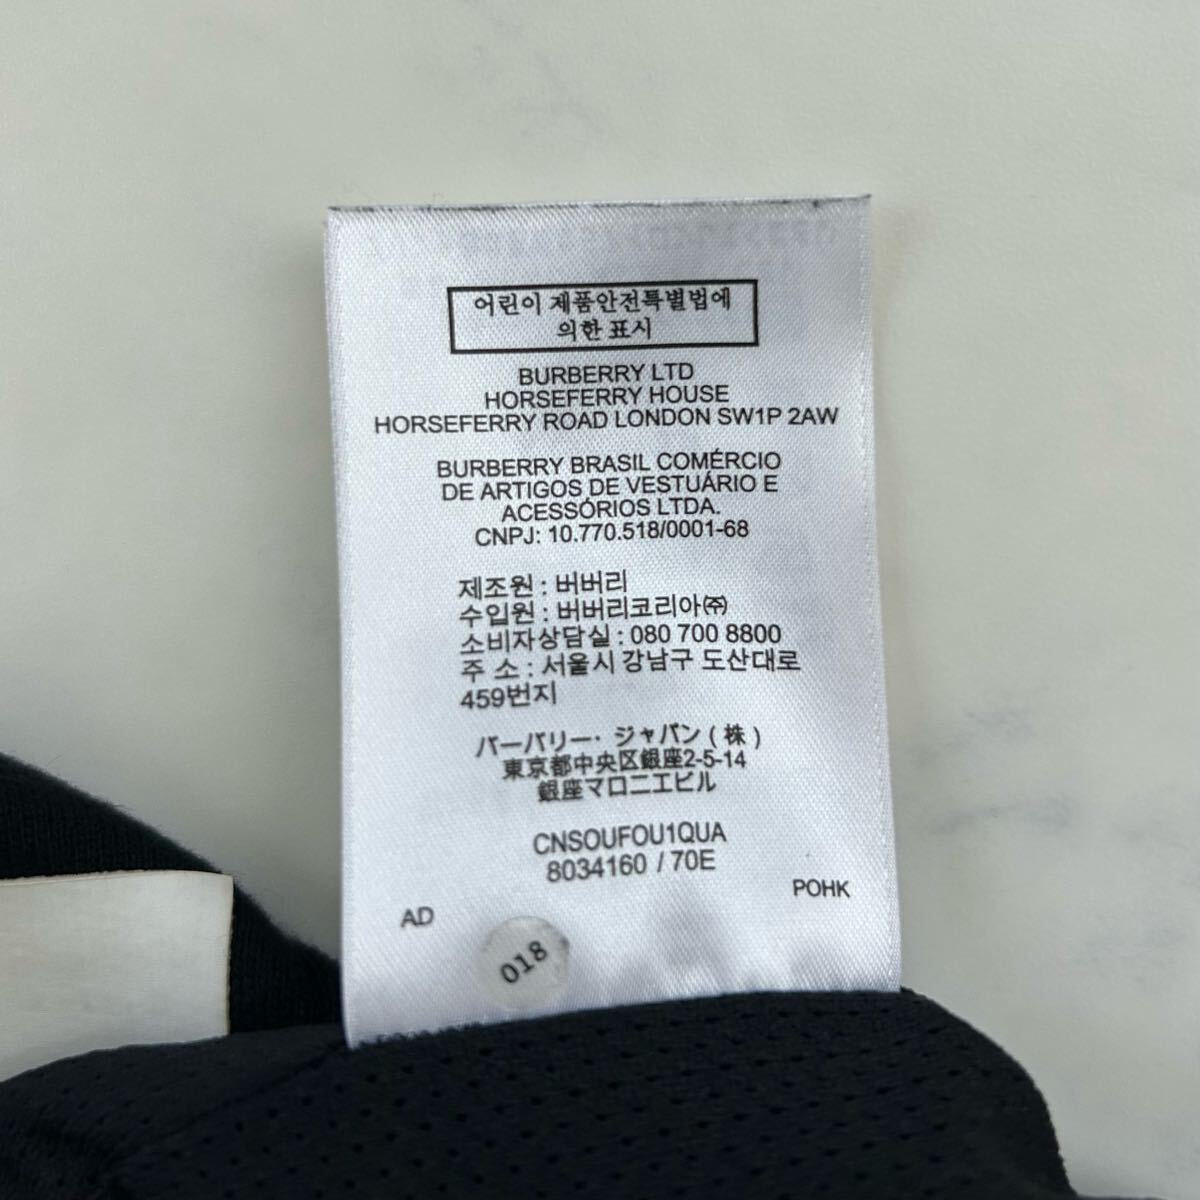 어린이 제품안전특별법에
의한 표시
BURBERRY LTD
HORSEFERRY HOUSE
HORSEFERRY ROAD LONDON SW1P 2AW
BURBERRY BRASIL COMÉRCIO
DE ARTIGOS DE VESTUÁRIO E
ACESSÓRIOS LTDA.
CNPJ: 10.770.518/0001-68
제조원 : 버버리
수입원 : 버버리코리아㈜
소비자상담실 : 080 700 8800
주 소 : 서울시 강남구 도산대로
459번지
バーバリー・ジャパン ( 株 )
東京都中央区銀座2-5-14
銀座マロニエビル
CNSOUFOU1QUA
8034160 / 70E
POHK
AD
018